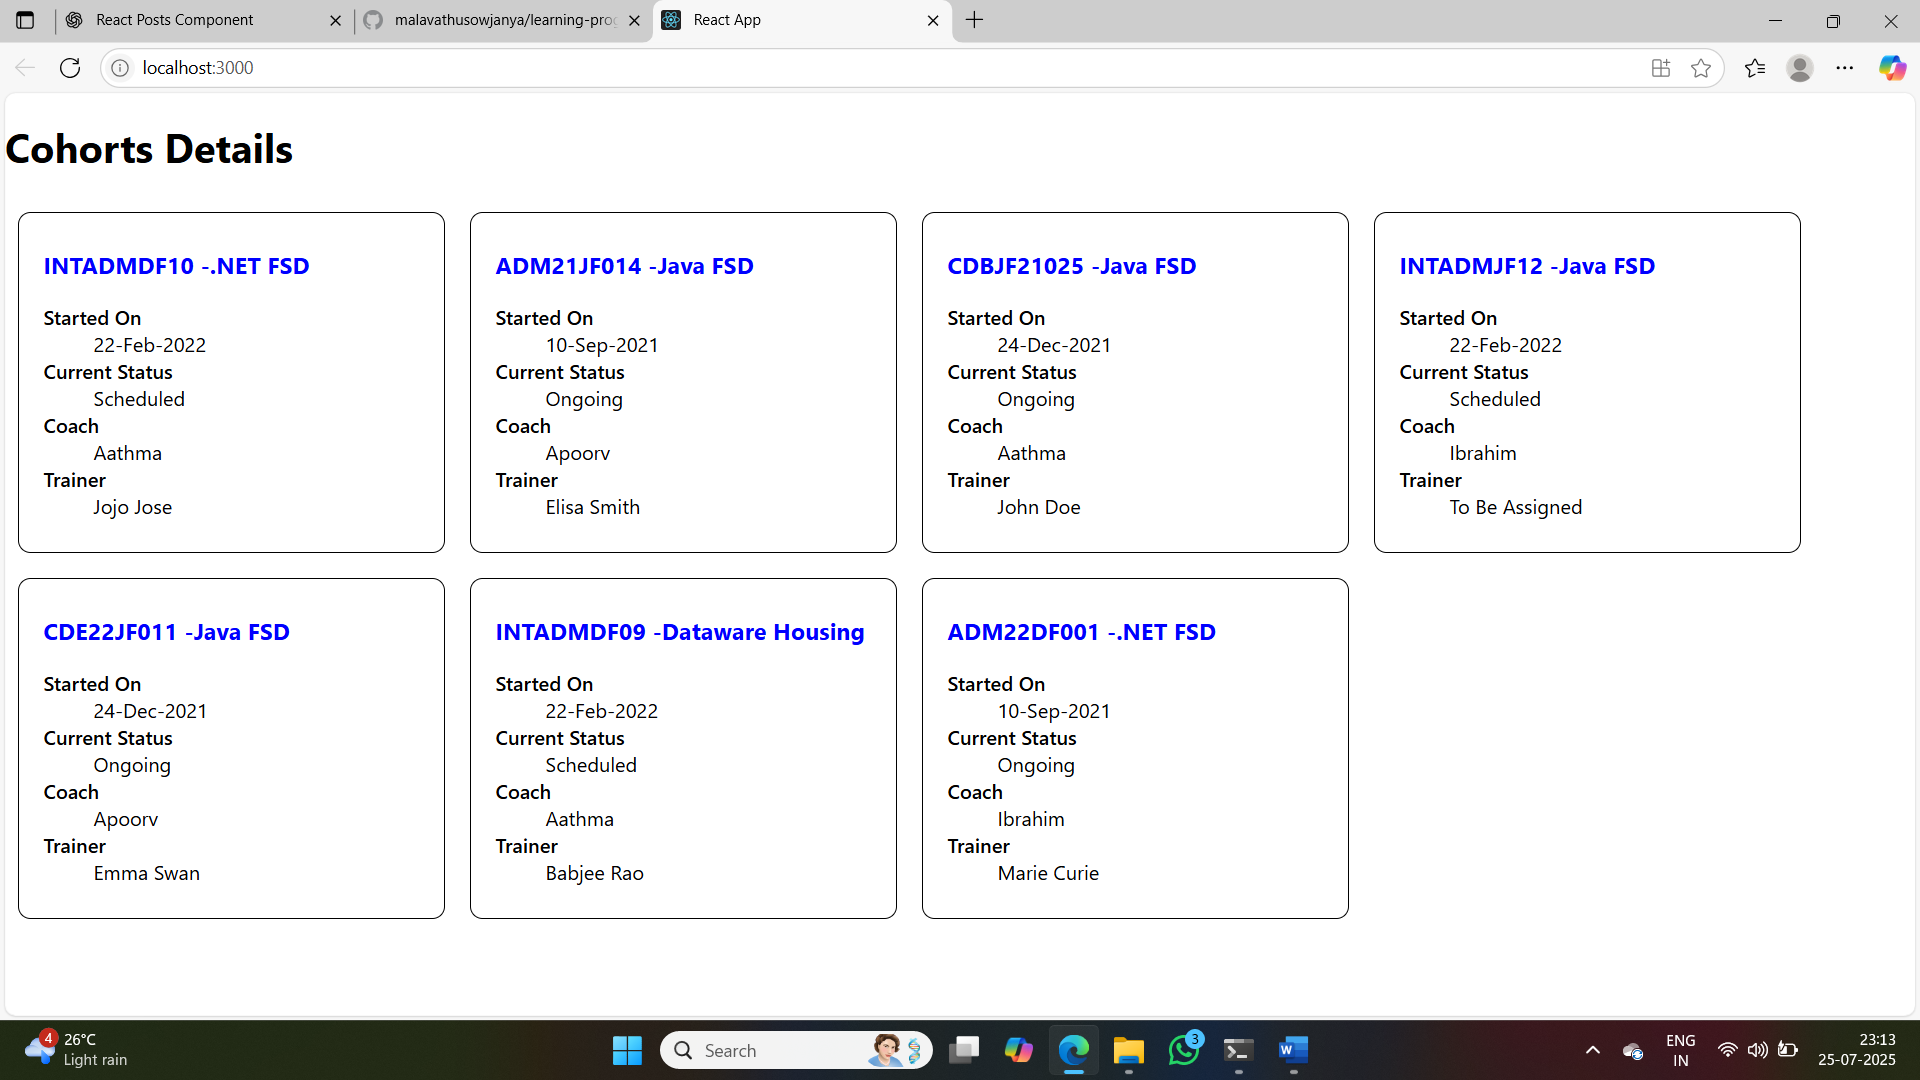 React Posts Component
malavathusowjanya/learning-pro
React App
localhost:3000
Cohorts Details
INTADMDF10 -.NET FSD
Started On
22-Feb-2022
Current Status
Scheduled
Coach
Aathma
Trainer
Jojo Jose
ADM21JF014 -Java FSD
Started On
10-Sep-2021
Current Status
Ongoing
Coach
Apoorv
Trainer
Elisa Smith
CDBJF21025 -Java FSD
Started On
24-Dec-2021
Current Status
Ongoing
Coach
Aathma
Trainer
John Doe
INTADMJF12 -Java FSD
Started On
22-Feb-2022
Current Status
Scheduled
Coach
Ibrahim
Trainer
To Be Assigned
CDE22JF011 -Java FSD
Started On
24-Dec-2021
Current Status
Ongoing
Coach
Apoorv
Trainer
Emma Swan
INTADMDF09 -Dataware Housing
Started On
22-Feb-2022
Current Status
Scheduled
Coach
Aathma
Trainer
Babjee Rao
ADM22DF001 -.NET FSD
Started On
10-Sep-2021
Current Status
Ongoing
Coach
Ibrahim
Trainer
Marie Curie
4
26°C
Light rain
Search
3
W
ENG
IN
23:13
25-07-2025